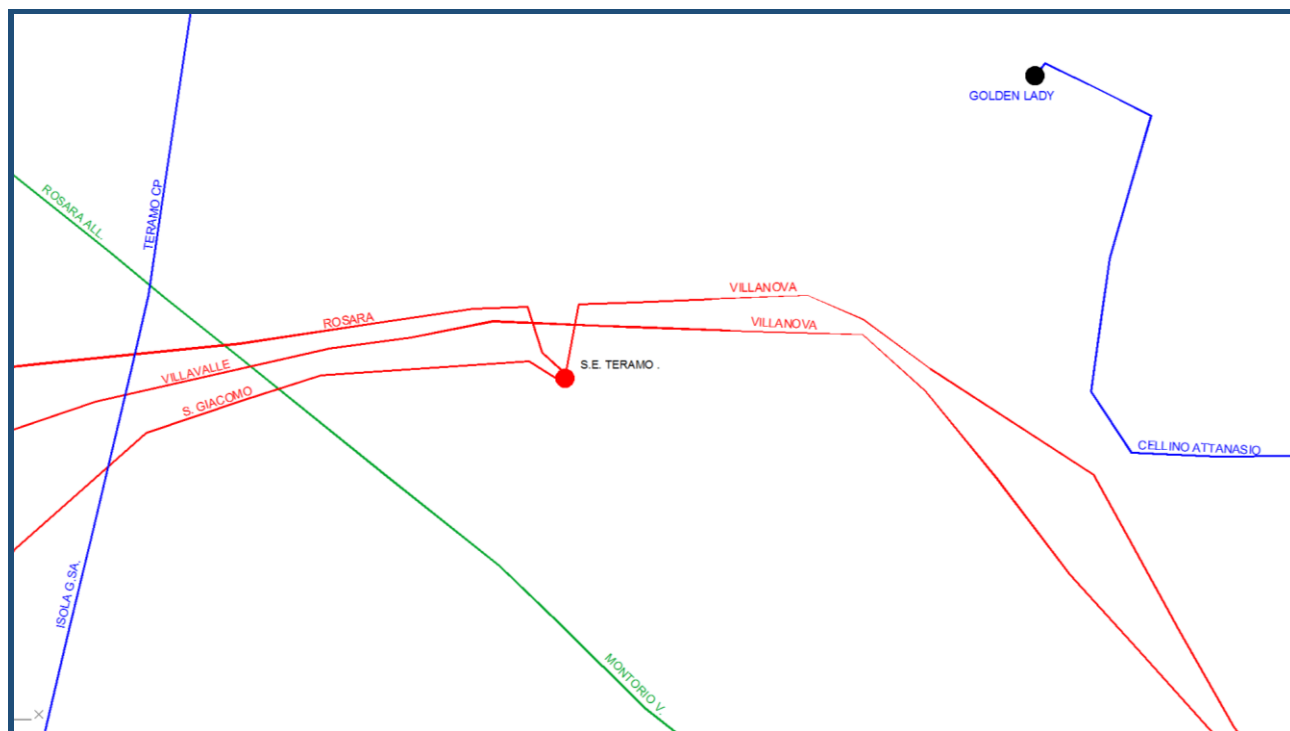 GOLDEN LADY
ROSARA ALL.
TERAMO CP
VILLANOVA
ROSARA
VILLANOVA
VILLAVALLE
S.E. TERAMO .
S. GIACOMO
CELLINO ATTANASIO
ISOLA G.SA.
MONTORIO V.